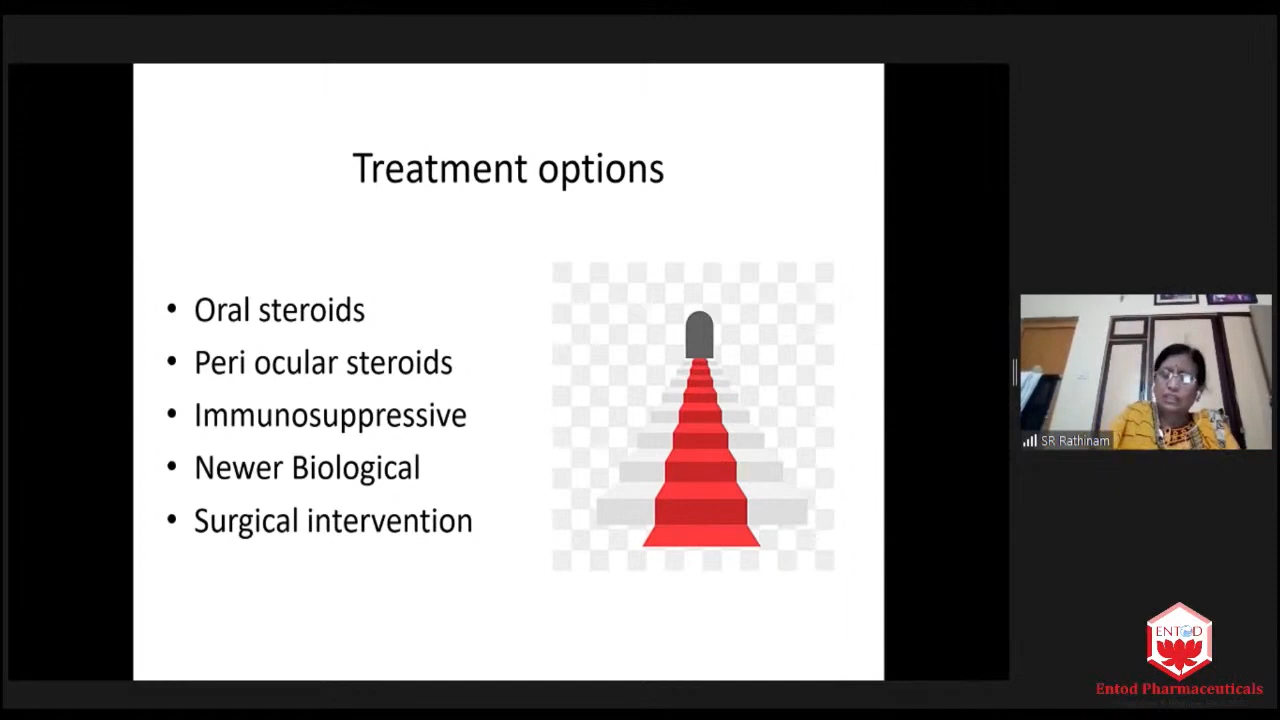 Treatment options
• Oral steroids
• Peri ocular steroids
• Immunosuppressive
• Newer Biological
• Surgical intervention
SR Rathinam
ENTOD
Entod Pharmaceuticals